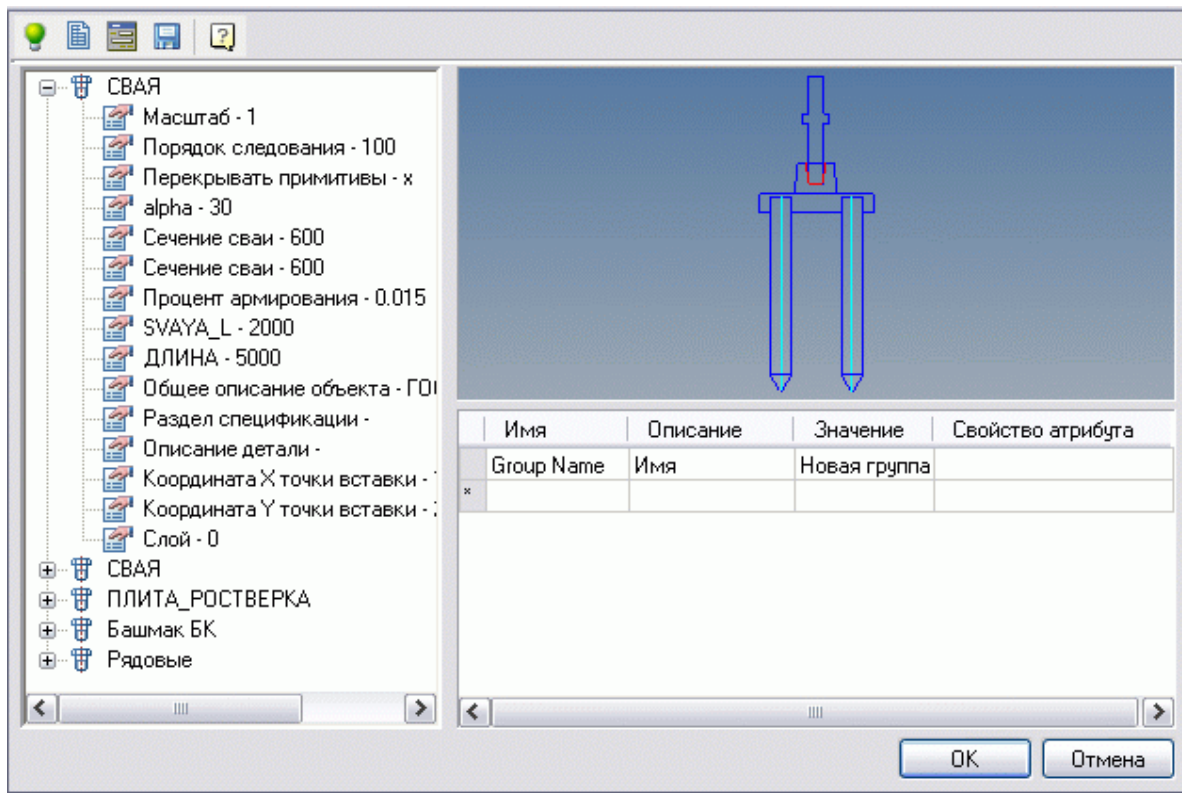 СВАЯ
Масштаб - 1
Порядок следования - 100
Перекрывать примитивы - x
alpha - 30
Сечение сваи - 600
Сечение сваи - 600
Процент армирования - 0.015
SVAYA_L - 2000
ДЛИНА - 5000
Общее описание объекта -
Раздел спецификации -
Описание детали -
Координата X точки вставки -
Координата Y точки вставки -
Слой - 0
СВАЯ
ПЛИТА_РОСТВЕРКА
Башмак БК
Рядовые
Имя Описание Значение Свойство атрибута
Group Name Имя Новая группа
*
OK Отмена